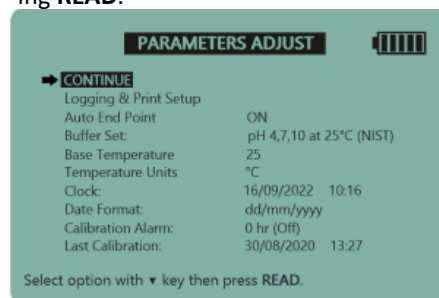 ing READ.
PARAMETERS ADJUST
CONTINUE
Logging & Print Setup
Auto End Point ON
Buffer Set: pH 4,7,10 at 25°C (NIST)
Base Temperature 25
Temperature Units °C
Clock: 16/09/2022 10:16
Date Format: dd/mm/yyyy
Calibration Alarm: 0 hr (Off)
Last Calibration: 30/08/2020 13:27
Select option with ▼ key then press READ.